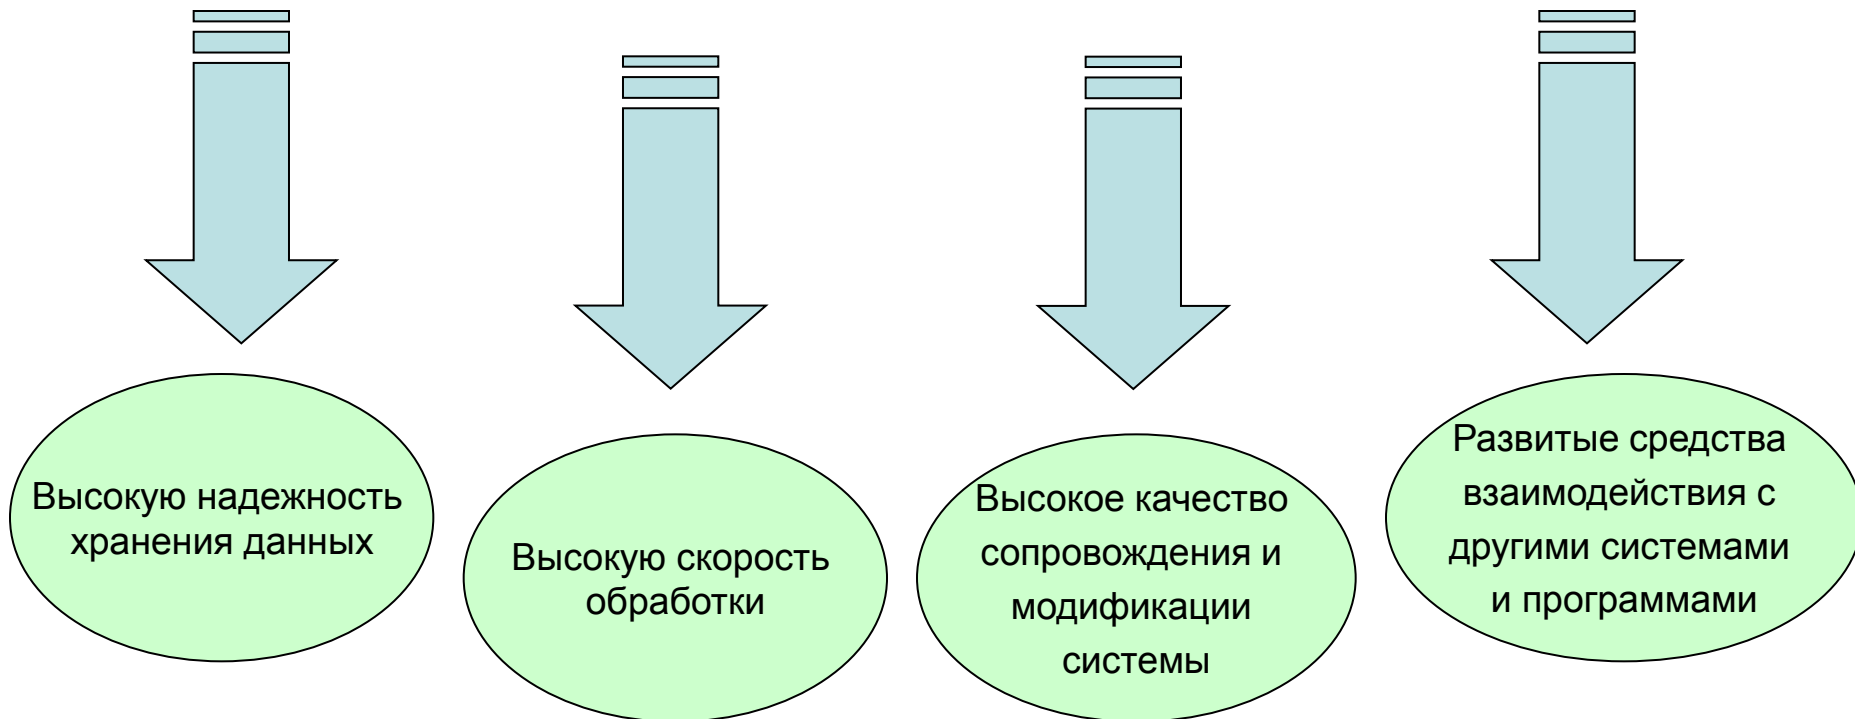 Высокую надежность
хранения данных
Высокую скорость
обработки
Высокое качество
сопровождения и
модификации
системы
Развитые средства
взаимодействия с
другими системами
и программами